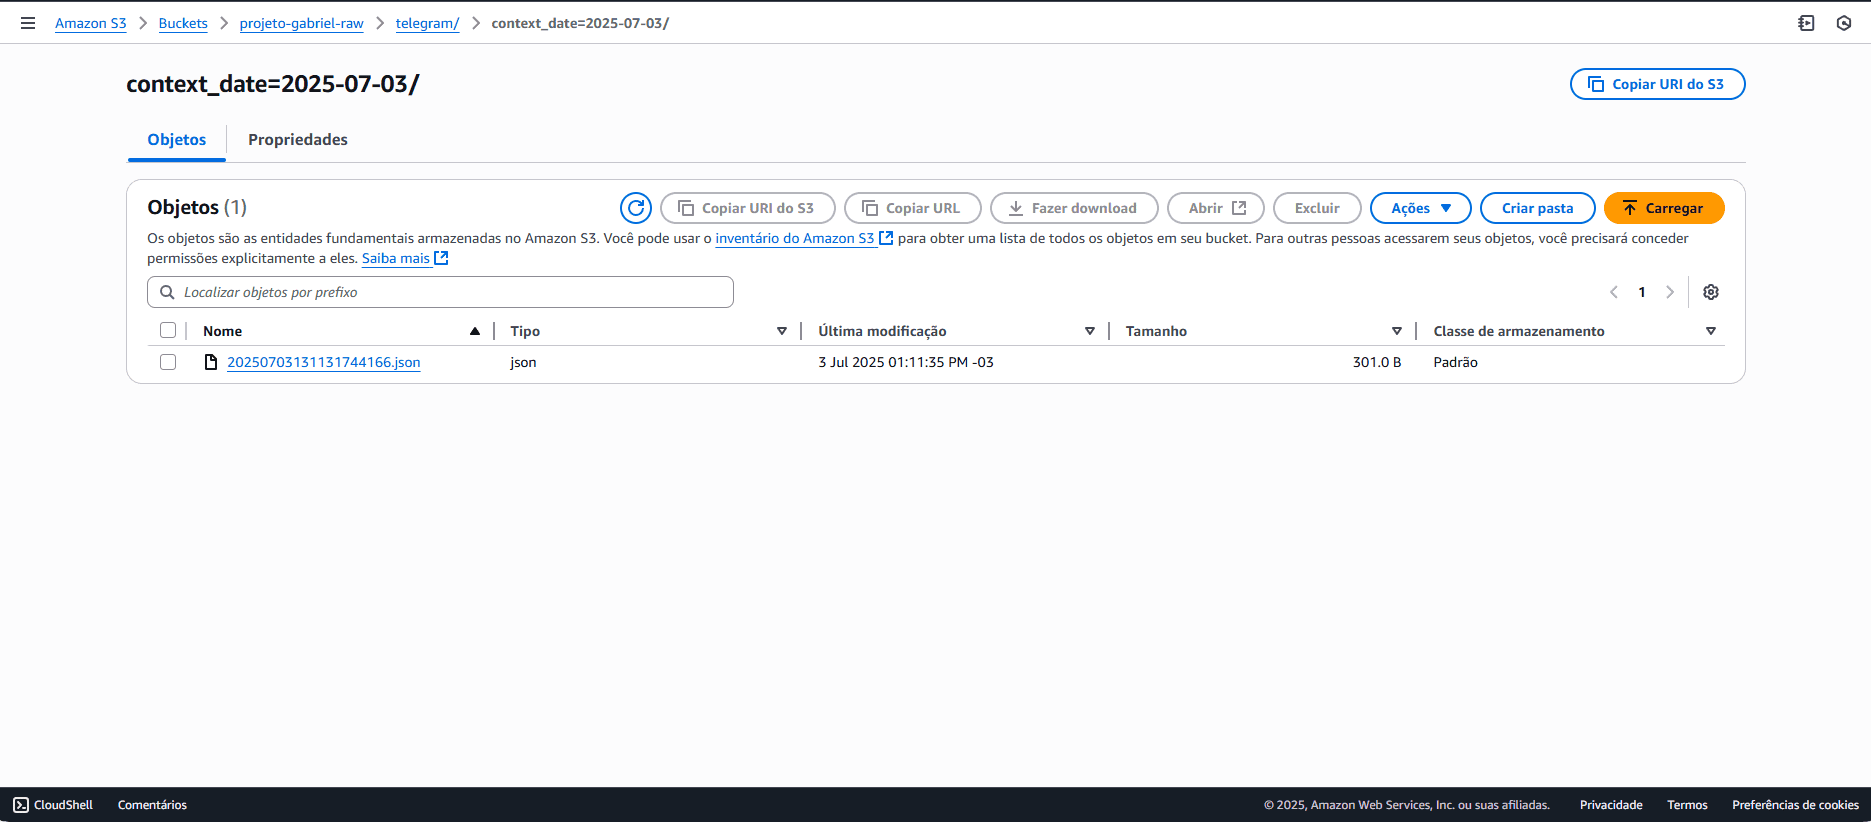 Amazon S3 > Buckets > projeto-gabriel-raw > telegram/ > context_date=2025-07-03/
context_date=2025-07-03/
Copiar URI do S3
Objetos Propriedades
Objetos (1)
Copiar URI do S3 Copiar URL Fazer download Abrir Excluir Ações Criar pasta Carregar
Os objetos são as entidades fundamentais armazenadas no Amazon S3. Você pode usar o inventário do Amazon S3 para obter uma lista de todos os objetos em seu bucket. Para outras pessoas acessarem seus objetos, você precisará conceder
permissões explicitamente a eles. Saiba mais
Localizar objetos por prefixo
1
Nome Tipo Última modificação Tamanho Classe de armazenamento
20250703131131744166.json json 3 Jul 2025 01:11:35 PM -03 301.0 B Padrão
CloudShell Comentários © 2025, Amazon Web Services, Inc. ou suas afiliadas. Privacidade Termos Preferências de cookies